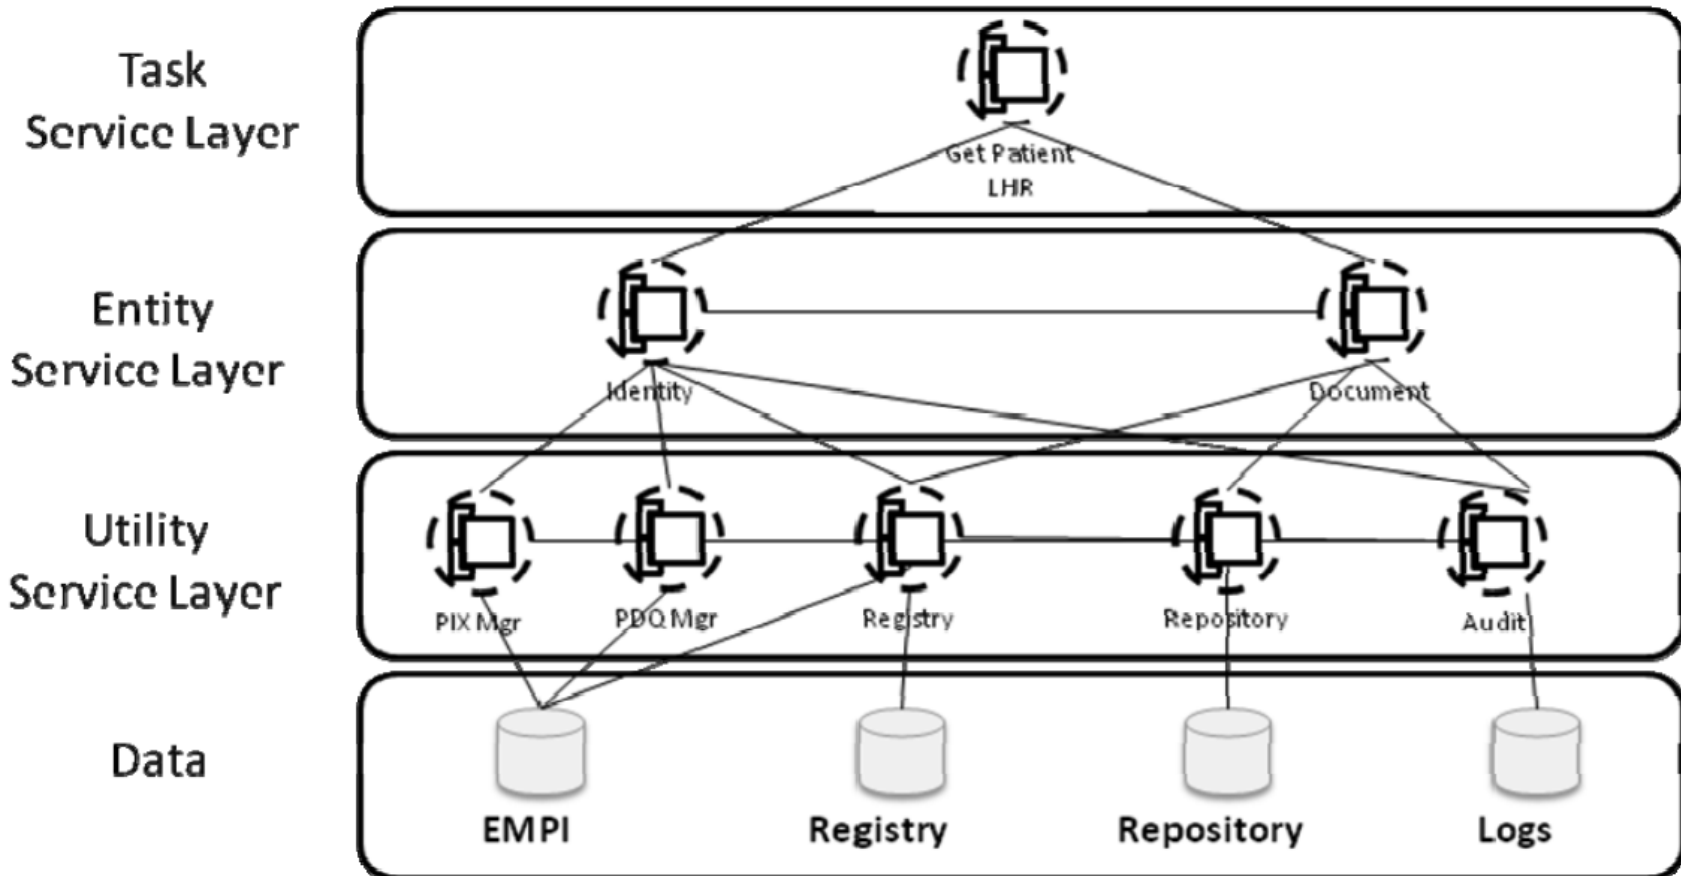 Task
Service Layer
Get Patient
LHR
Entity
Service Layer
Identity
Document
Utility
Service Layer
PIX Mgr
PDQ Mgr
Registry
Repository
Audit
Data
EMPI
Registry
Repository
Logs